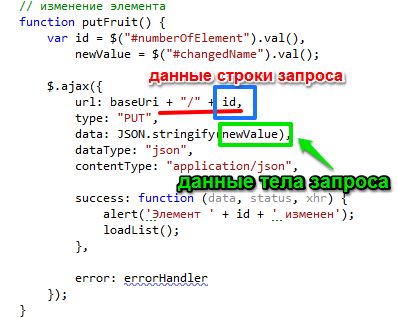 // изменение элемента
function putFruit() {
var id = $("#numberOfElement").val(),
newValue = $("#changedName").val();
$.ajax({
данные строки запроса
url: baseUri + "/" + id,
type: "PUT",
data: JSON.stringify(newValue),
dataType: "json",
contentType: "application/json",
данные тела запроса
success: function (data, status, xhr) {
alert('Элемент ' + id + ' изменен');
loadList();
},
error: errorHandler
});
}